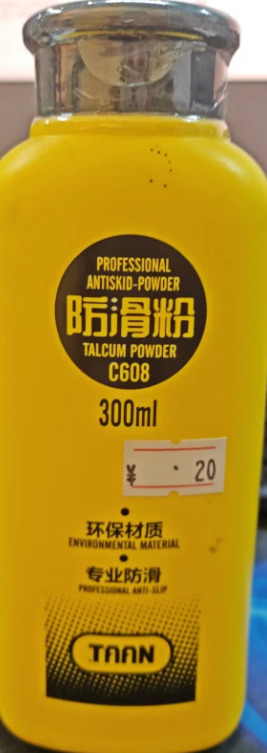 PROFESSIONAL
ANTISKID-POWDER
防滑粉
TALCUM POWDER
C608
300ml
¥ · 20
环保材质
ENVIRONMENTAL MATERIAL
专业防滑
PROFESSIONAL ANTI-SLIP
TAAN